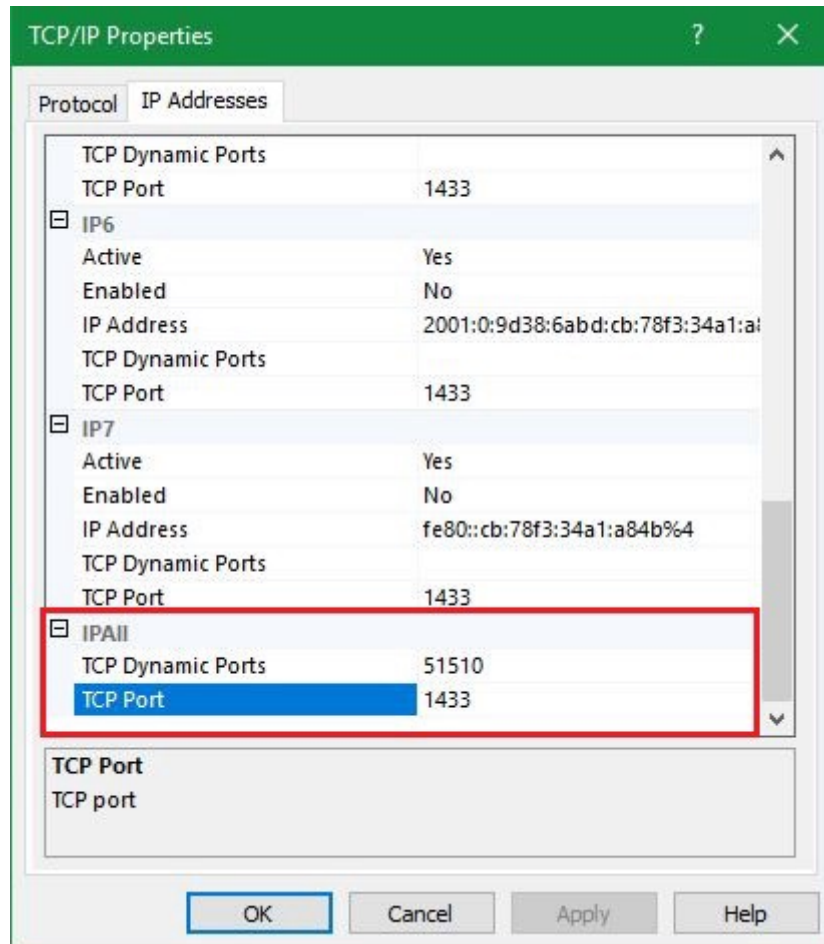 TCP/IP Properties ? ×
Protocol IP Addresses
TCP Dynamic Ports
TCP Port 1433
IP6
Active Yes
Enabled No
IP Address 2001:0:9d38:6abd:cb:78f3:34a1:a
TCP Dynamic Ports
TCP Port 1433
IP7
Active Yes
Enabled No
IP Address fe80::cb:78f3:34a1:a84b%4
TCP Dynamic Ports
TCP Port 1433
IPAll
TCP Dynamic Ports 51510
TCP Port 1433
TCP Port
TCP port
OK Cancel Apply Help